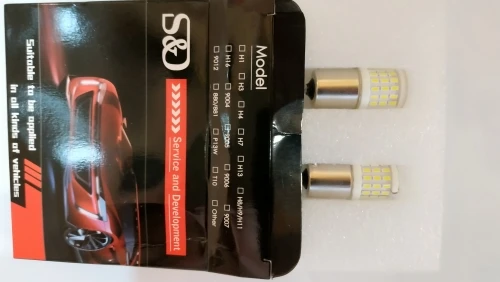 Model
H1 H3 H4 H7 H13 H8/H9/H11
H16 9004 9005 9006 9007
9012 880/881 P13W T10 Other
S&D
Service and Development
Suitable to be applied
in all kinds of vehicles